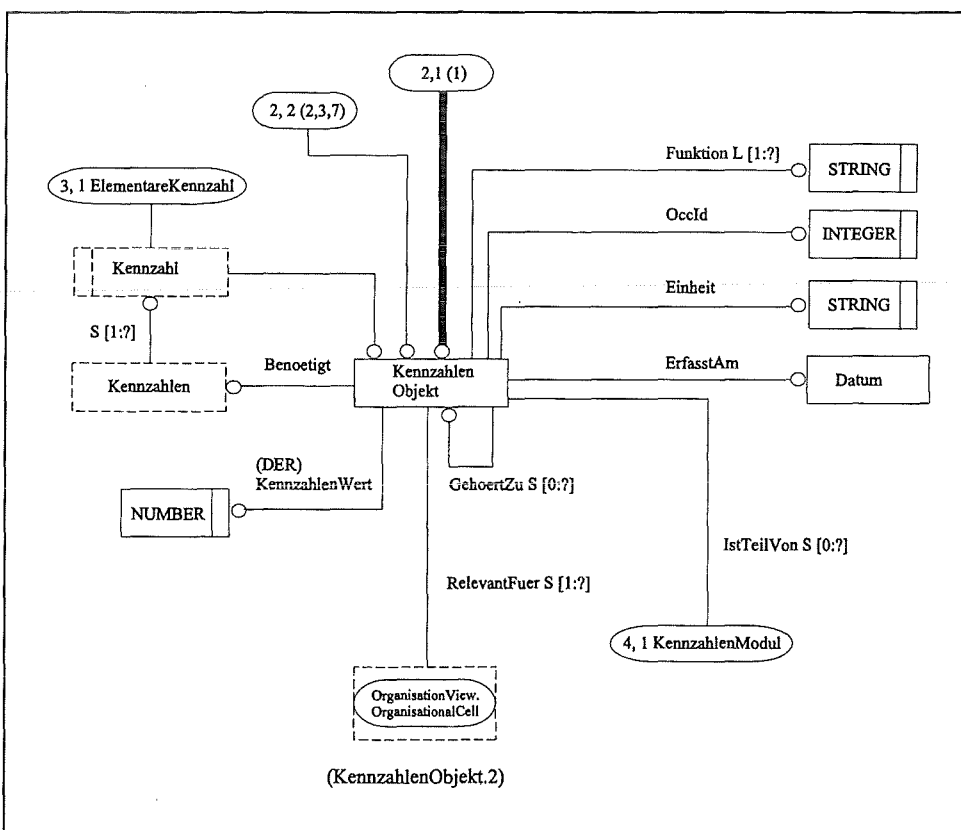 2,1 (1)
2, 2 (2,3,7)
Funktion L [1:?]
STRING
3, 1 ElementareKennzahl
OccId
INTEGER
Kennzahl
Einheit
STRING
S [1:?]
Benoetigt
Kennzahlen
Kennzahlen
Objekt
ErfasstAm
Datum
(DER)
KennzahlenWert
GehoertZu S [0:?]
NUMBER
IstTeilVon S [0:?]
RelevantFuer S [1:?]
4, 1 KennzahlenModul
OrganisationView.
OrganisationalCell
(KennzahlenObjekt.2)